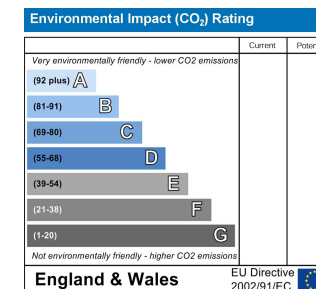 Environmental Impact (CO₂) Rating
Current Poten
Very environmentally friendly - lower CO2 emissions
(92 plus) A
(81-91) B
(69-80) C
(55-68) D
(39-54) E
(21-38) F
(1-20) G
Not environmentally friendly - higher CO2 emissions
England & Wales
EU Directive
2002/91/EC